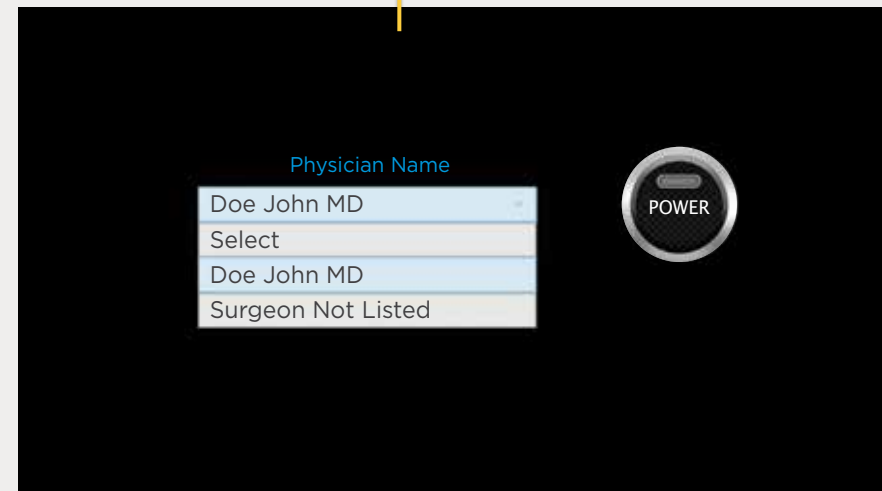 Physician Name
Doe John MD
POWER
Select
Doe John MD
Surgeon Not Listed